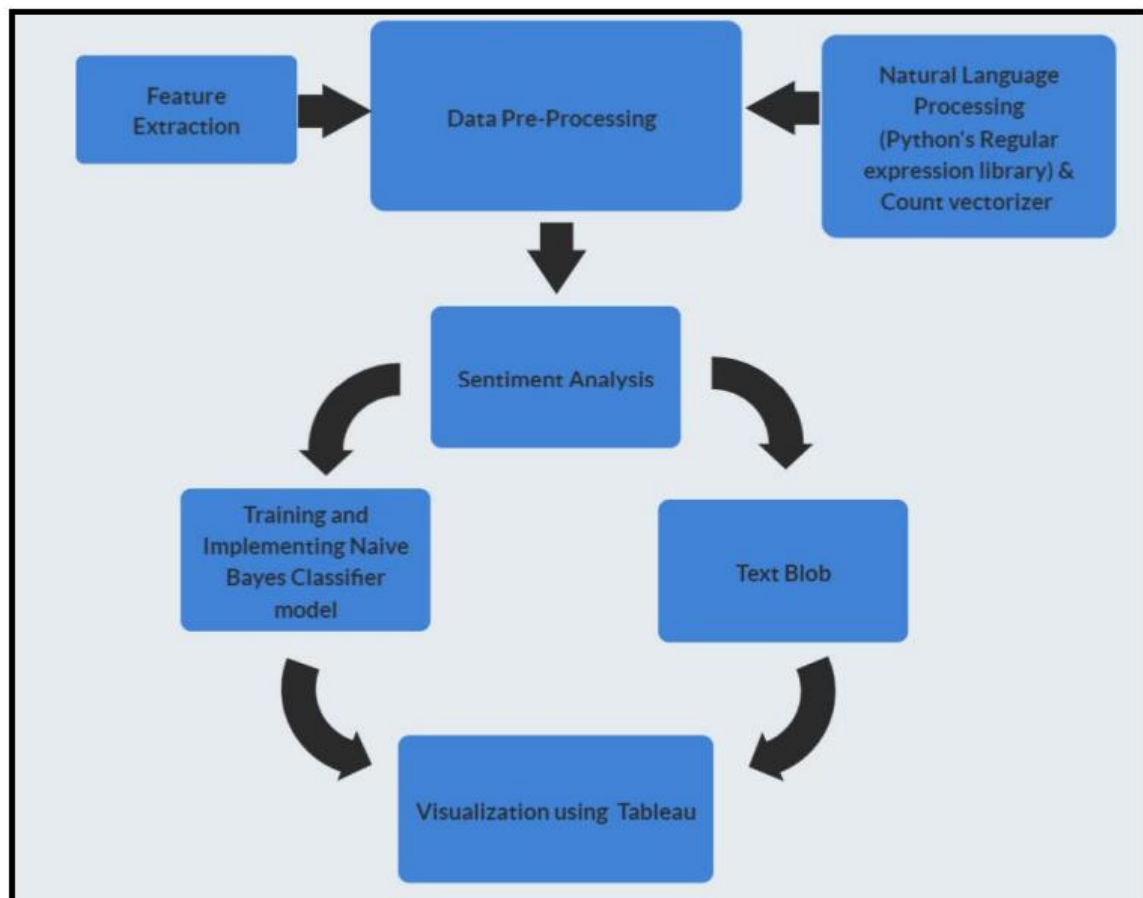 Feature
Extraction
Data Pre-Processing
Natural Language
Processing
(Python's Regular
expression library) &
Count vectorizer
Sentiment Analysis
Training and
Implementing Naive
Bayes Classifier
model
Text Blob
Visualization using Tableau